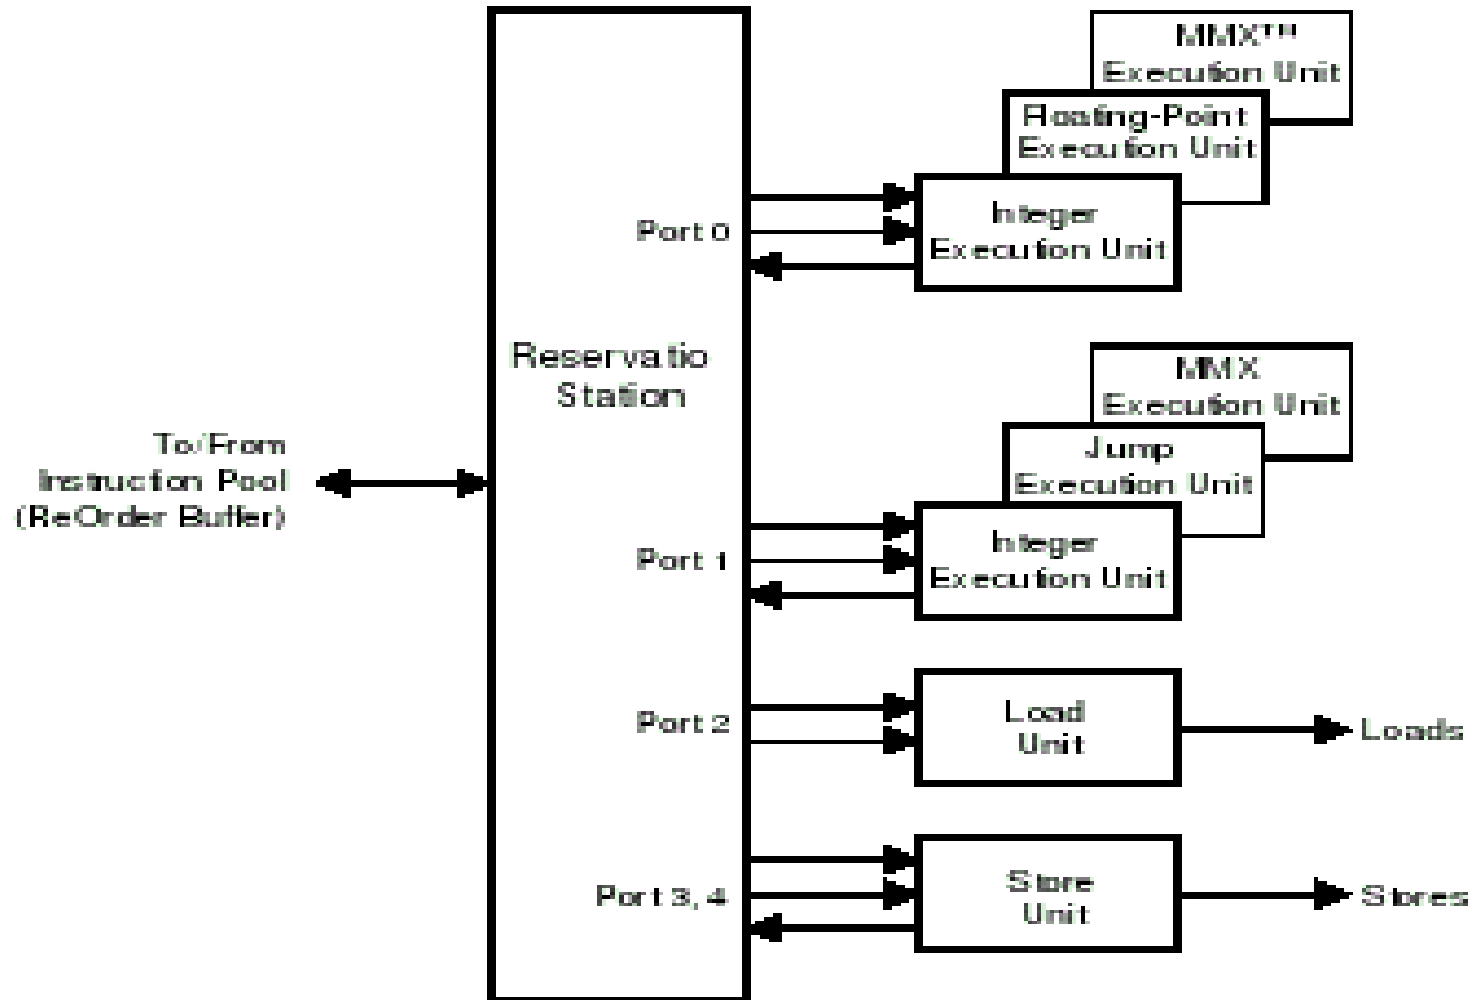 MMX™
Execution Unit
Floating-Point
Execution Unit
Integer
Execution Unit
Port 0
Reservatio
Station
MMX
Execution Unit
Jump
Execution Unit
Integer
Execution Unit
To/From
Instruction Pool
(ReOrder Buffer)
Port 1
Load
Unit
Port 2
Loads
Store
Unit
Port 3, 4
Stores